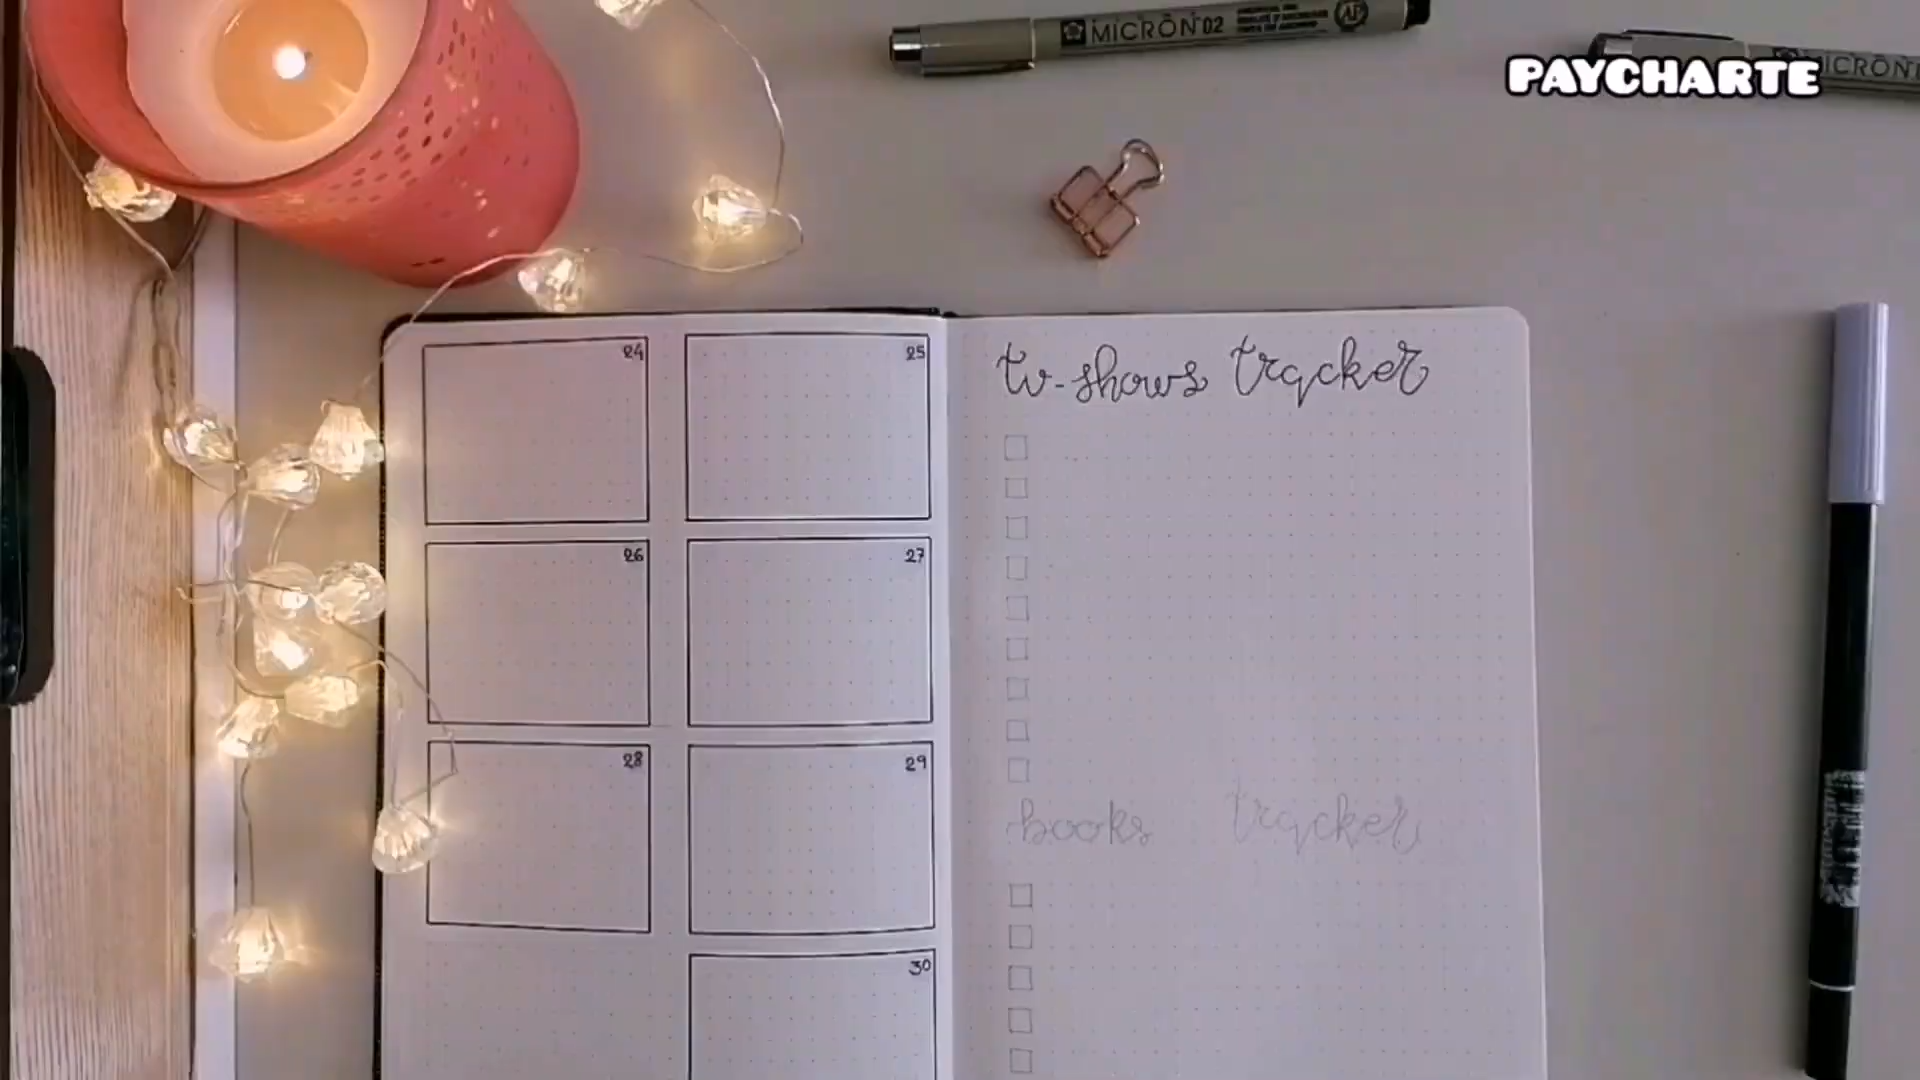 MICRON 02
PAYCHARTE
MICRON
24
25
26
27
28
29
30
tv-shows tracker
books tracker